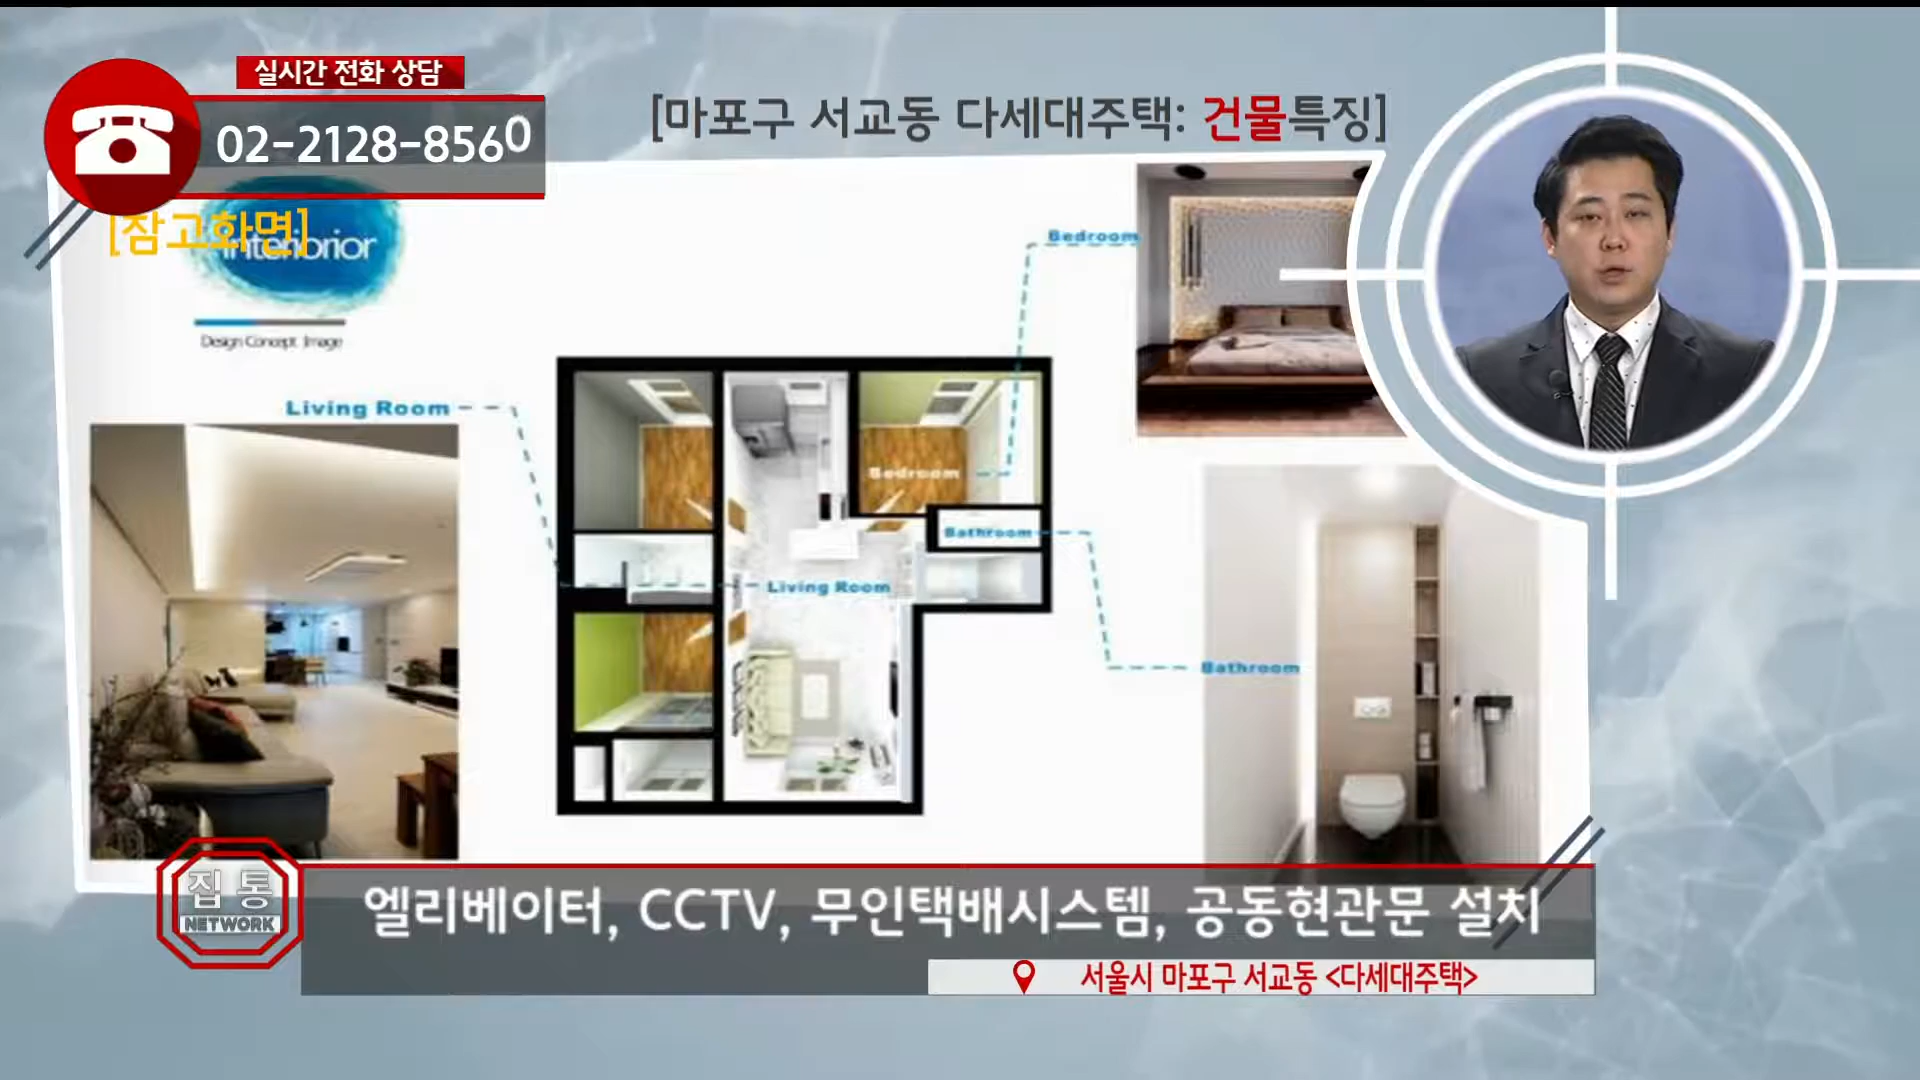 실시간 전화 상담
02-2128-8560
[마포구 서교동 다세대주택: 건물특징]
[참고화면]
Design Concept Image
Bedroom
Living Room
Bedroom
Bathroom
Living Room
Bathroom
집통
NETWORK
엘리베이터, CCTV, 무인택배시스템, 공동현관문 설치
서울시 마포구 서교동 <다세대주택>